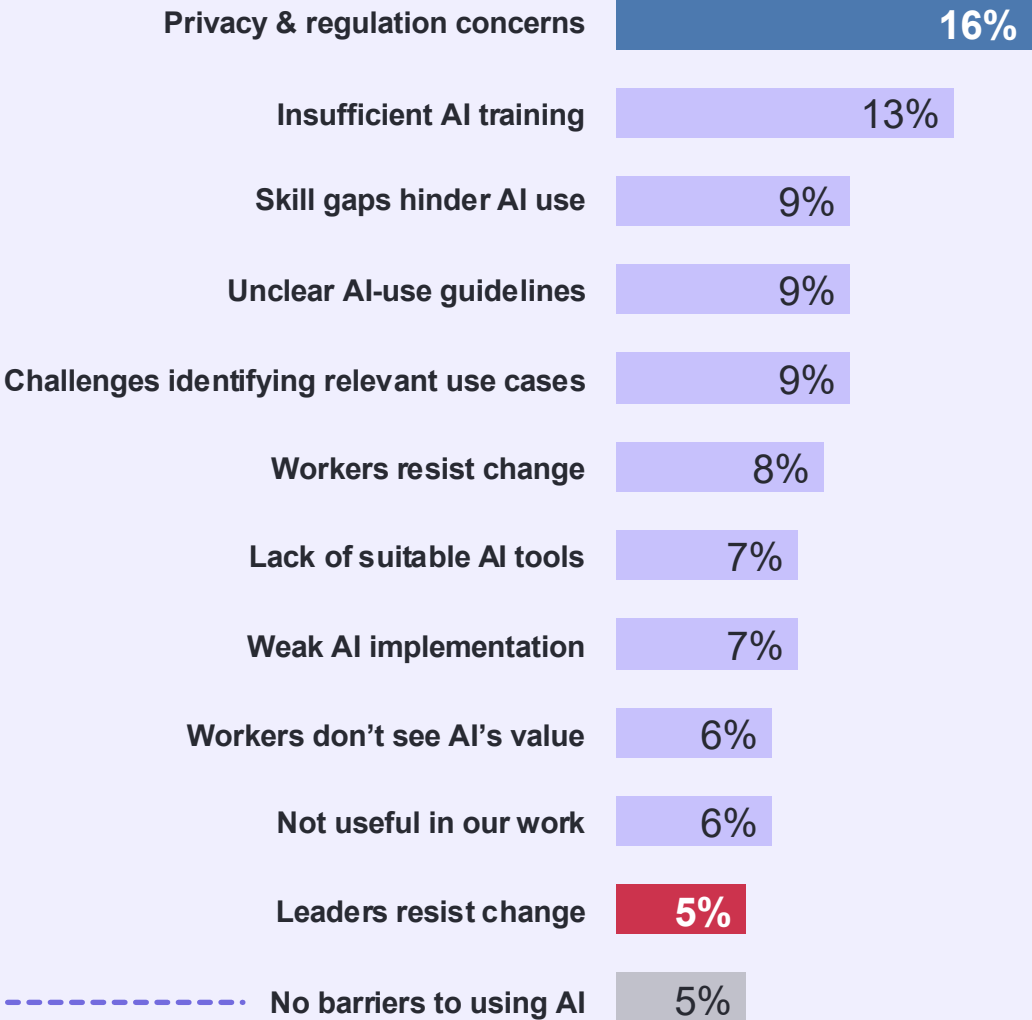 Privacy & regulation concerns 16%
Insufficient AI training 13%
Skill gaps hinder AI use 9%
Unclear AI-use guidelines 9%
Challenges identifying relevant use cases 9%
Workers resist change 8%
Lack of suitable AI tools 7%
Weak AI implementation 7%
Workers don’t see AI’s value 6%
Not useful in our work 6%
Leaders resist change 5%
No barriers to using AI 5%